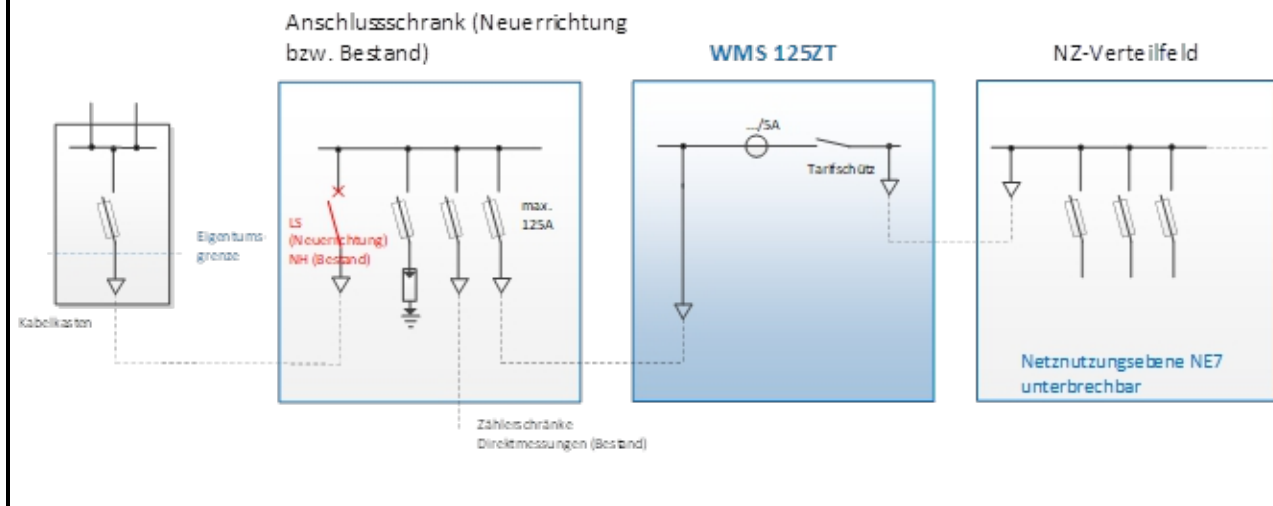 Anschlussschrank (Neuerrichtung
bzw. Bestand)
WMS 125ZT
NZ-Verteilfeld
.../5A
Tarifschütz
max.
125A
LS
(Neuerrichtung)
NH (Bestand)
Eigentums-
grenze
Kabelkasten
Netznutzungsebene NE7
unterbrechbar
Zählerschränke
Direktmessungen (Bestand)